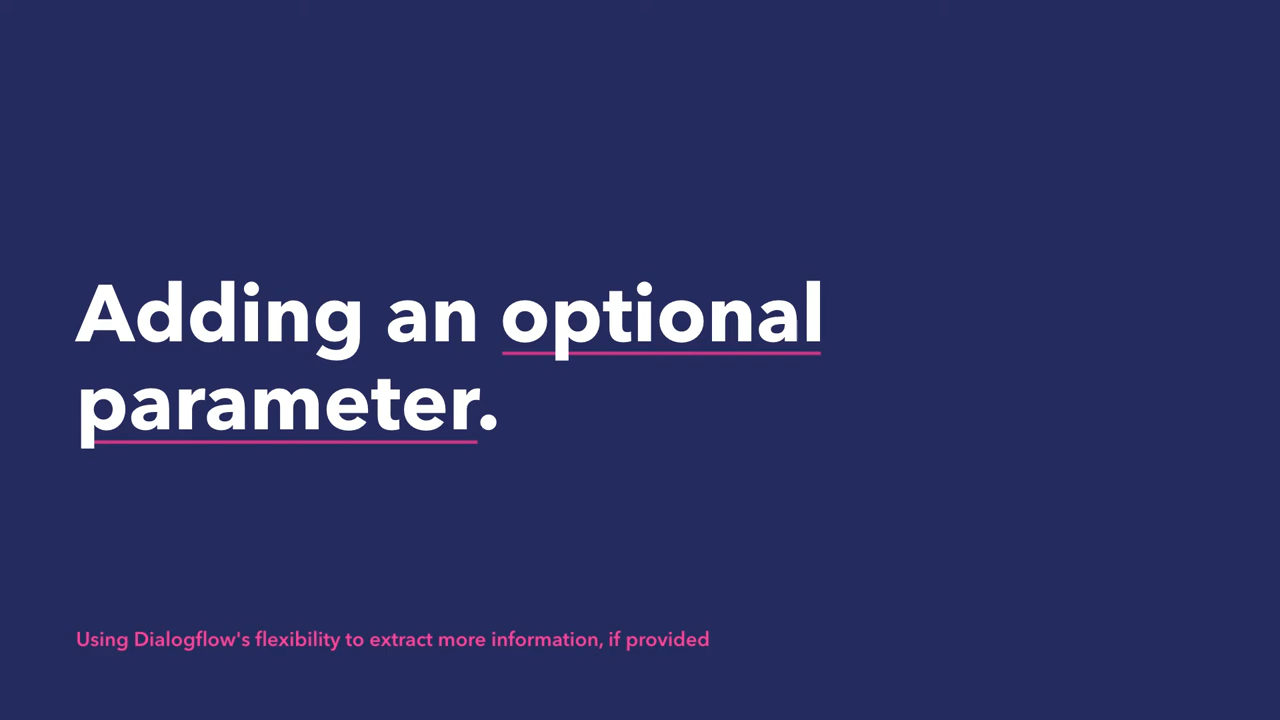 Adding an optional
parameter.
Using Dialogflow's flexibility to extract more information, if provided